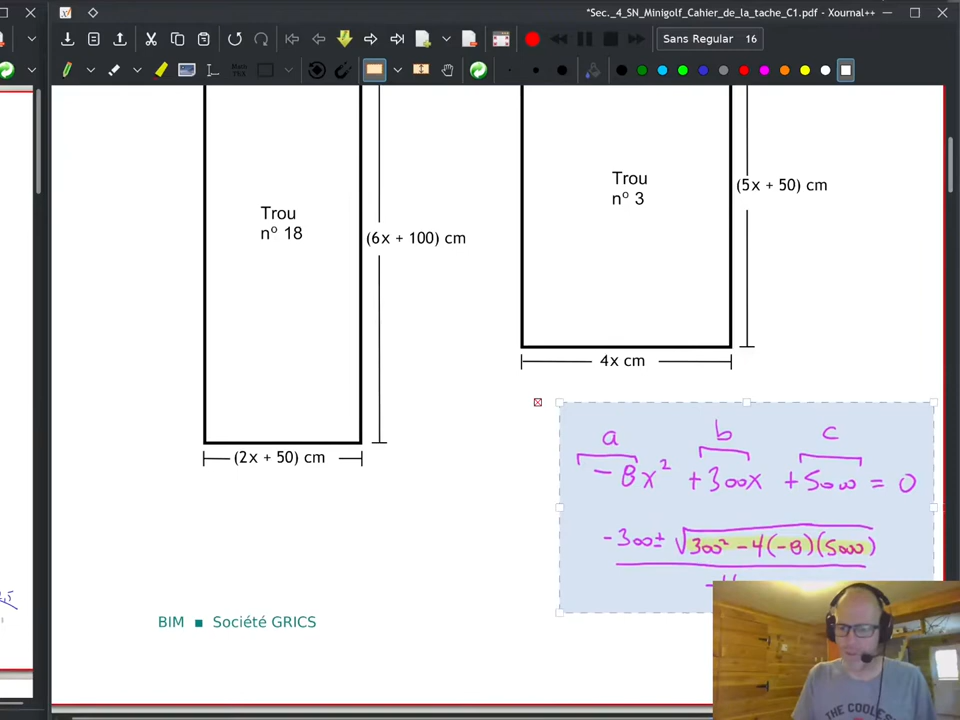 *Sec._4_SN_Minigolf_Cahier_de_la_tache_C1.pdf - Xournal++
Sans Regular 16
Trou
nº 18
(6x + 100) cm
(2x + 50) cm
Trou
nº 3
(5x + 50) cm
4x cm
a b c
-8x² +300x +5000 = 0
-300± √300² - 4(-8)(5000)
BIM ■ Société GRICS
THE COOLES